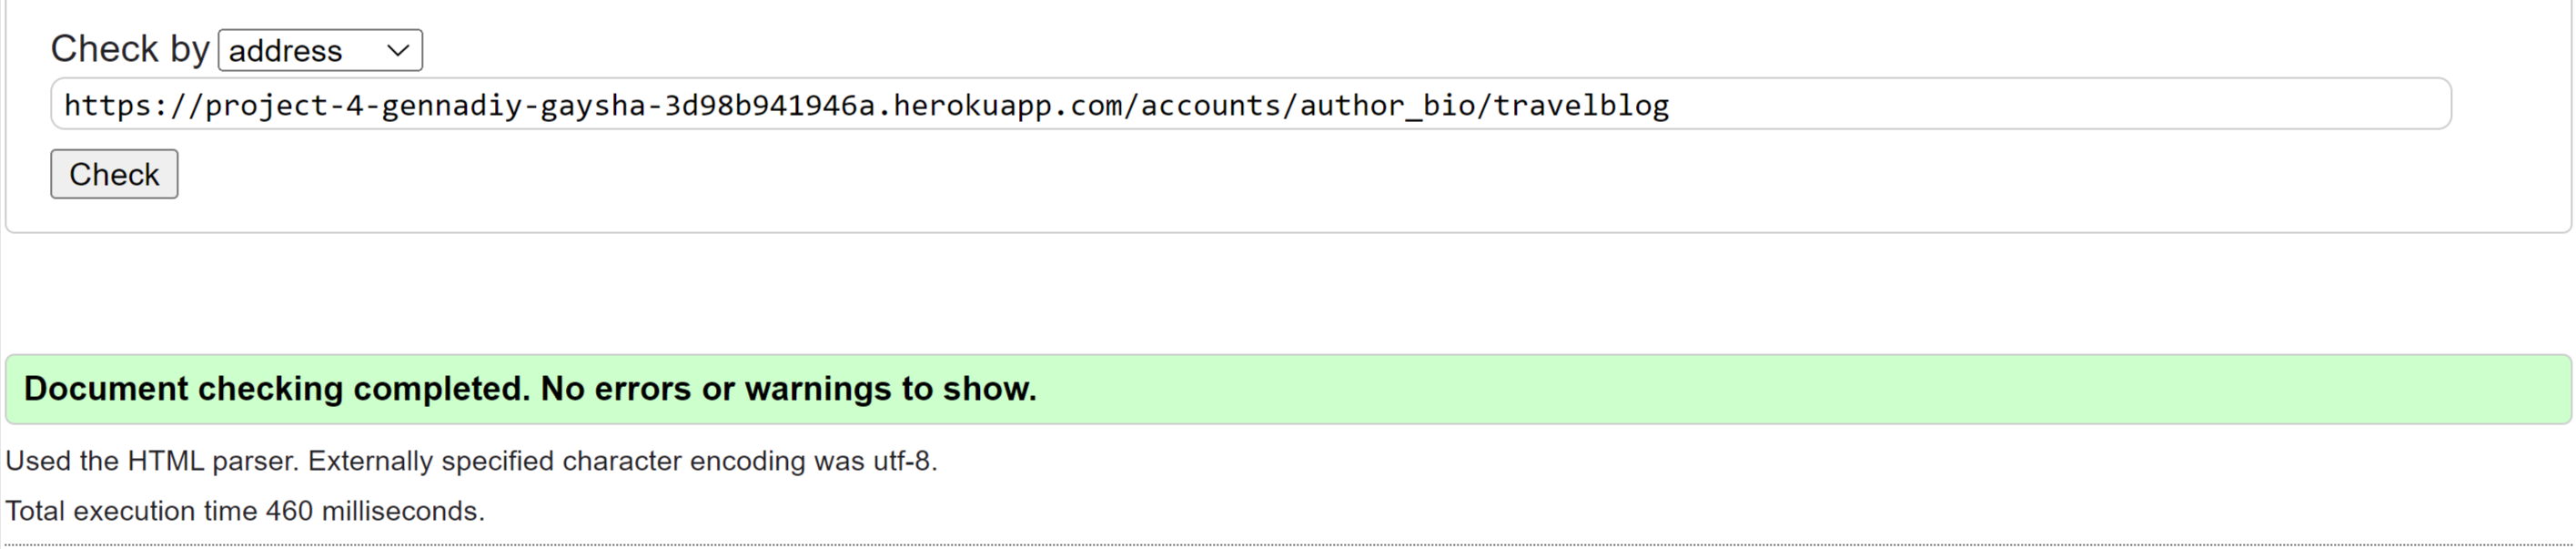 Check by address
https://project-4-gennadiy-gaysha-3d98b941946a.herokuapp.com/accounts/author_bio/travelblog
Check
Document checking completed. No errors or warnings to show.
Used the HTML parser. Externally specified character encoding was utf-8.
Total execution time 460 milliseconds.